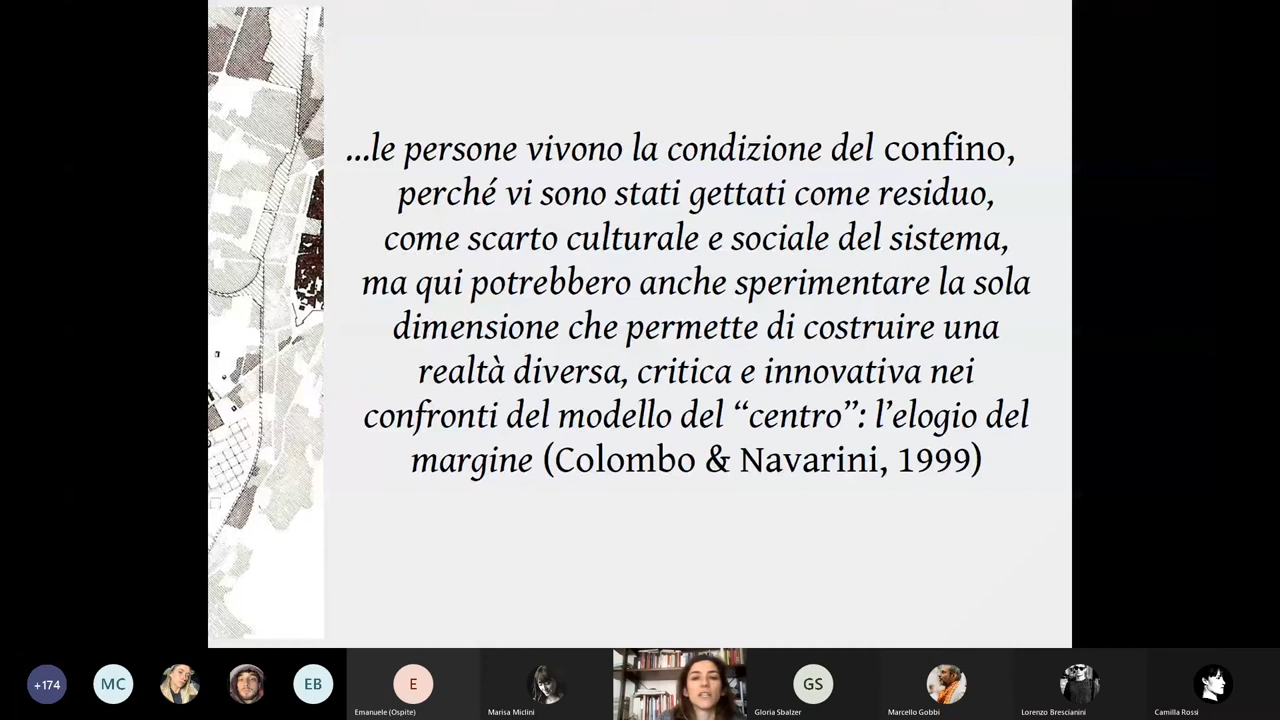 ...le persone vivono la condizione del confino,
perché vi sono stati gettati come residuo,
come scarto culturale e sociale del sistema,
ma qui potrebbero anche sperimentare la sola
dimensione che permette di costruire una
realtà diversa, critica e innovativa nei
confronti del modello del “centro”: l’elogio del
margine (Colombo & Navarini, 1999)
+174
MC
EB
E
GS
Emanuele (Ospite)
Marisa Miclini
Gloria Sbalzer
Marcello Gobbi
Lorenzo Brescianini
Camilla Rossi